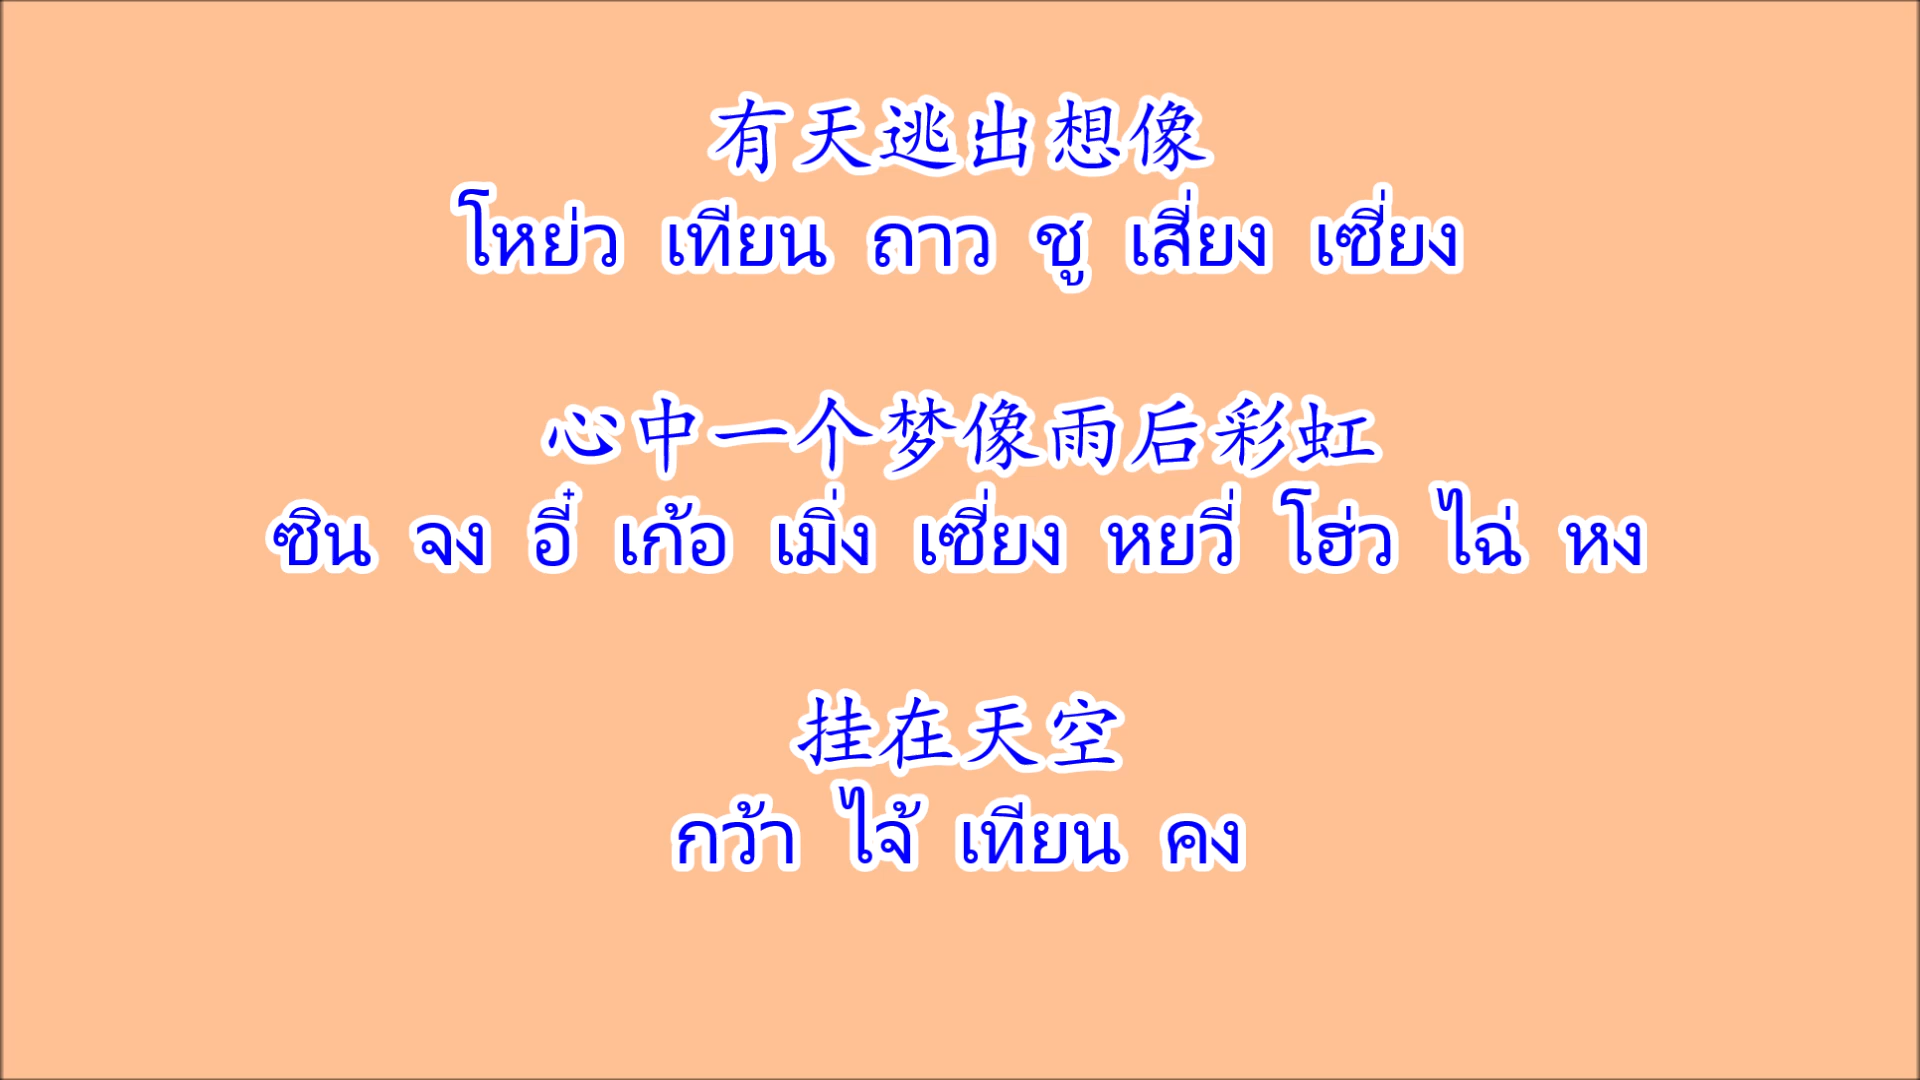 有天逃出想像
โหย่ว เทียน ถาว ชู เสี่ยง เซี่ยง
心中一个梦像雨后彩虹
ซิน จง อี๋ เก้อ เมิ่ง เซี่ยง หยวี่ โฮ่ว ไฉ่ หง
挂在天空
กว้า ไจ้ เทียน คง